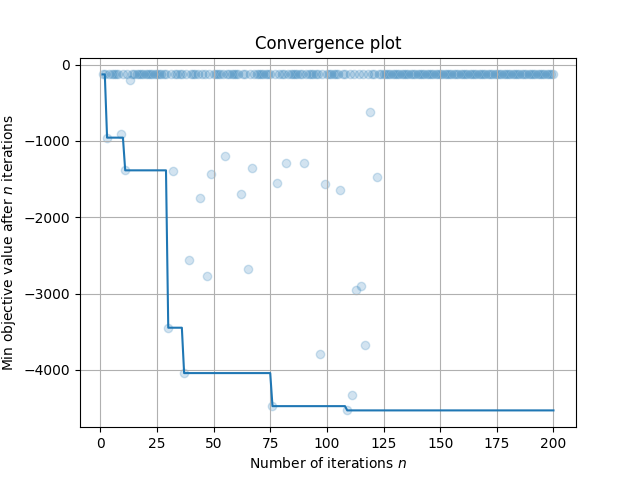 Convergence plot
Min objective value after n iterations
0
−1000
−2000
−3000
−4000
0 25 50 75 100 125 150 175 200
Number of iterations n